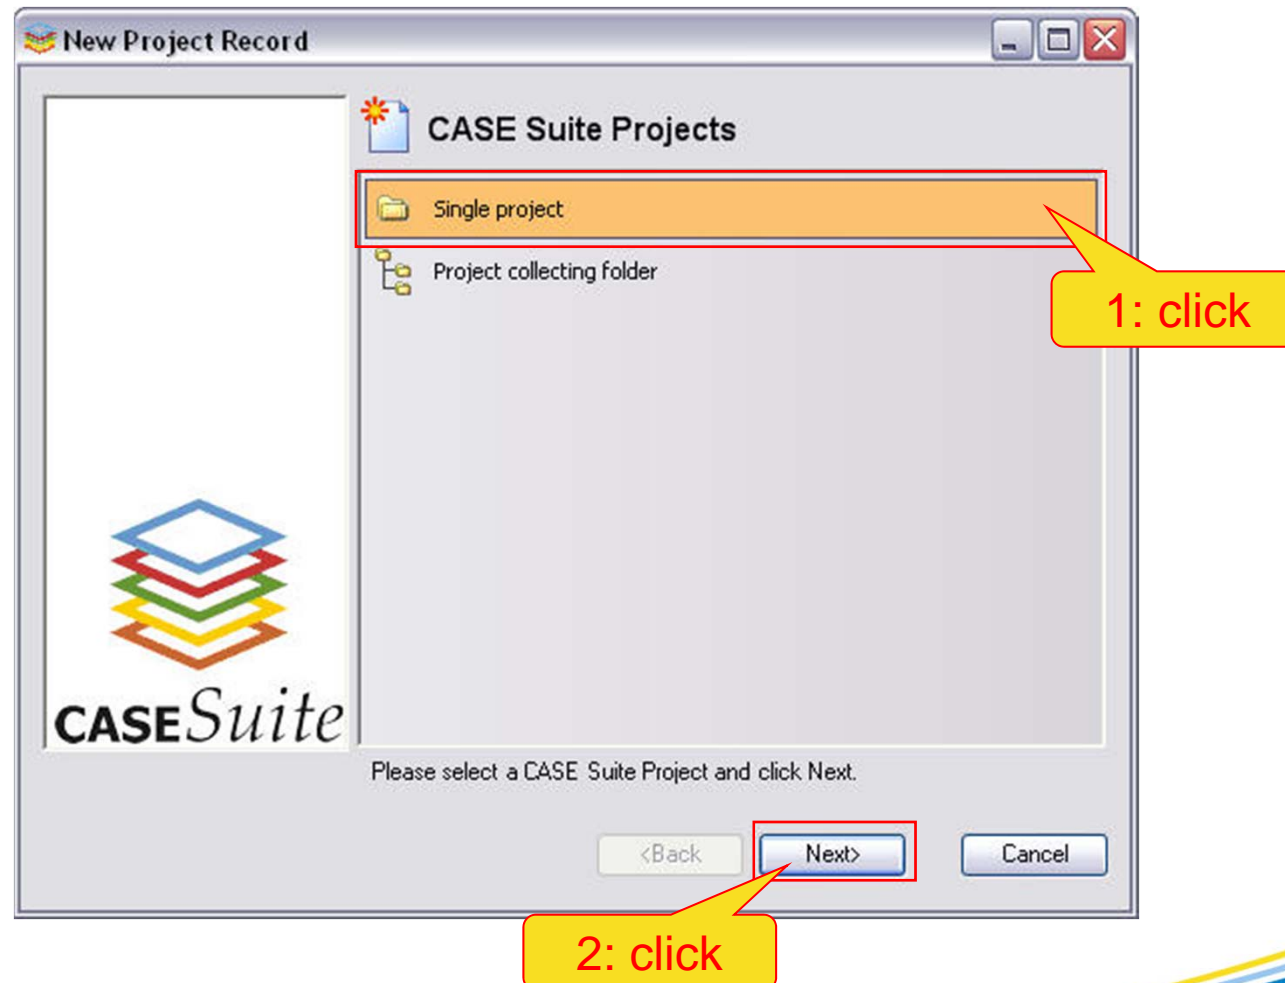 New Project Record
CASE Suite Projects
Single project
Project collecting folder
1: click
CASESuite
Please select a CASE Suite Project and click Next.
<Back
Next>
Cancel
2: click